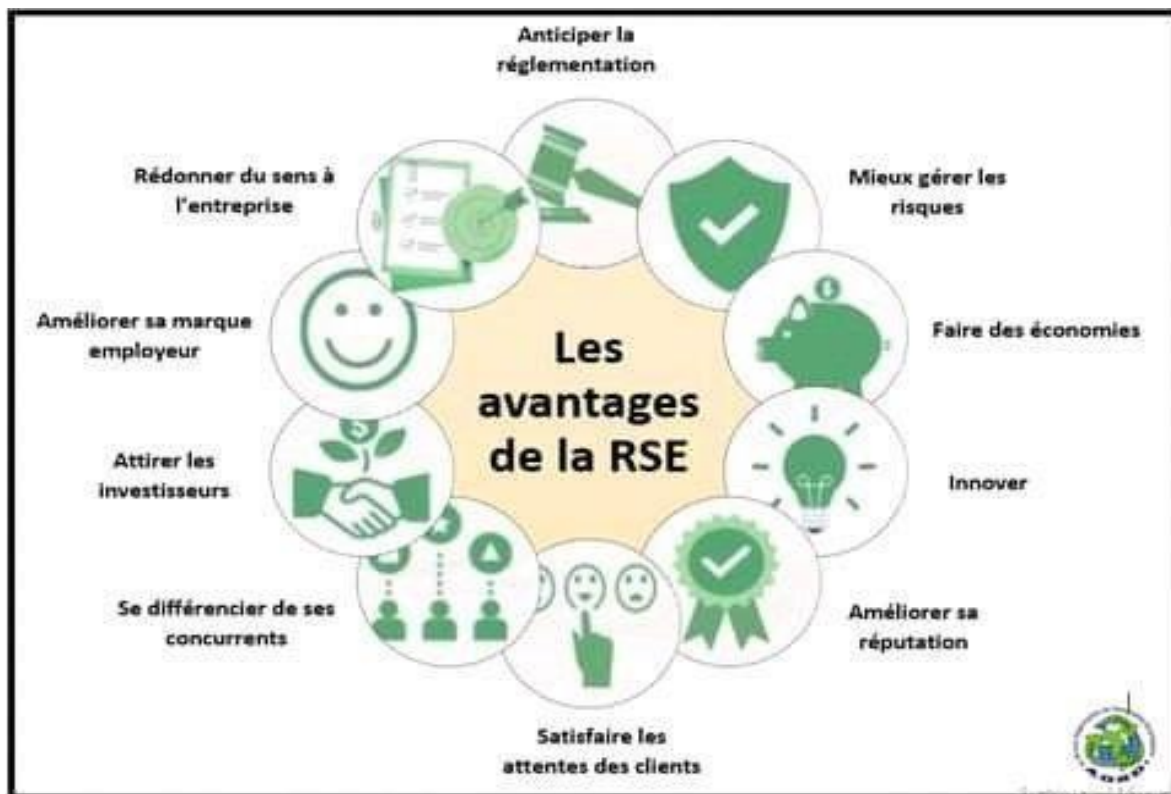 Anticiper la
réglementation
Mieux gérer les
risques
Faire des économies
Innover
Améliorer sa
réputation
Satisfaire les
attentes des clients
Se différencier de ses
concurrents
Attirer les
investisseurs
Améliorer sa marque
employeur
Rédonner du sens à
l'entreprise
Les
avantages
de la RSE